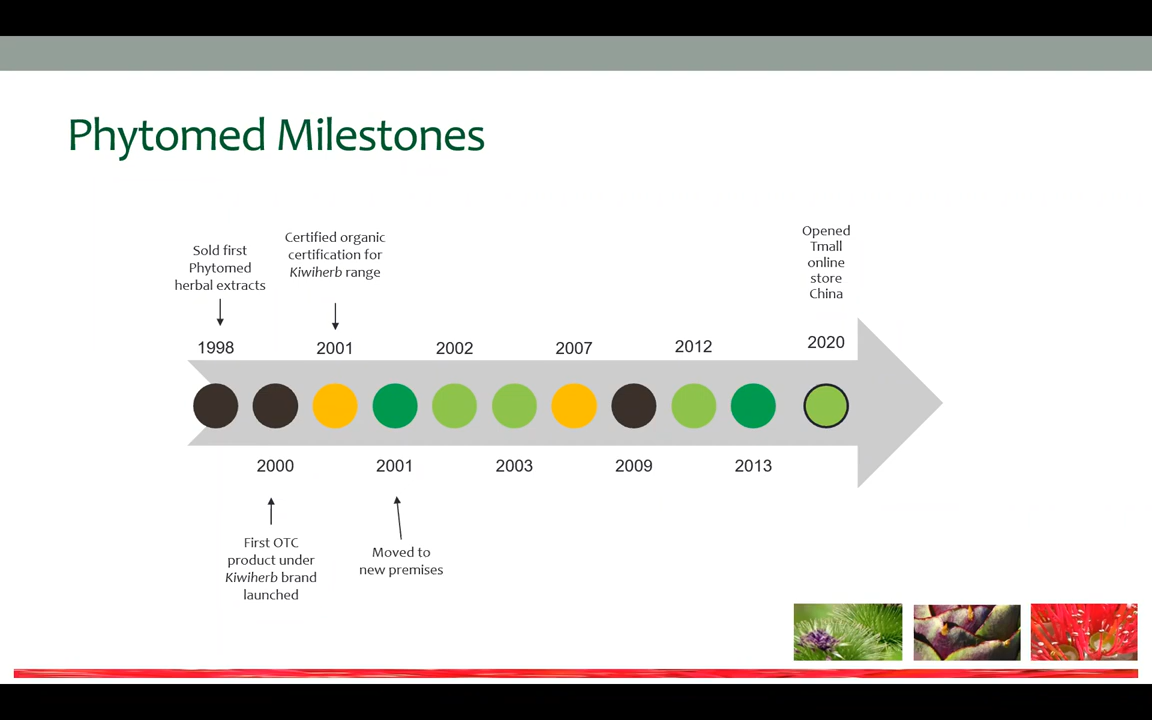 Phytomed Milestones
Sold first
Phytomed
herbal extracts
Certified organic
certification for
Kiwiherb range
Opened
Tmall
online
store
China
1998
2001
2002
2007
2012
2020
2000
2001
2003
2009
2013
First OTC
product under
Kiwiherb brand
launched
Moved to
new premises